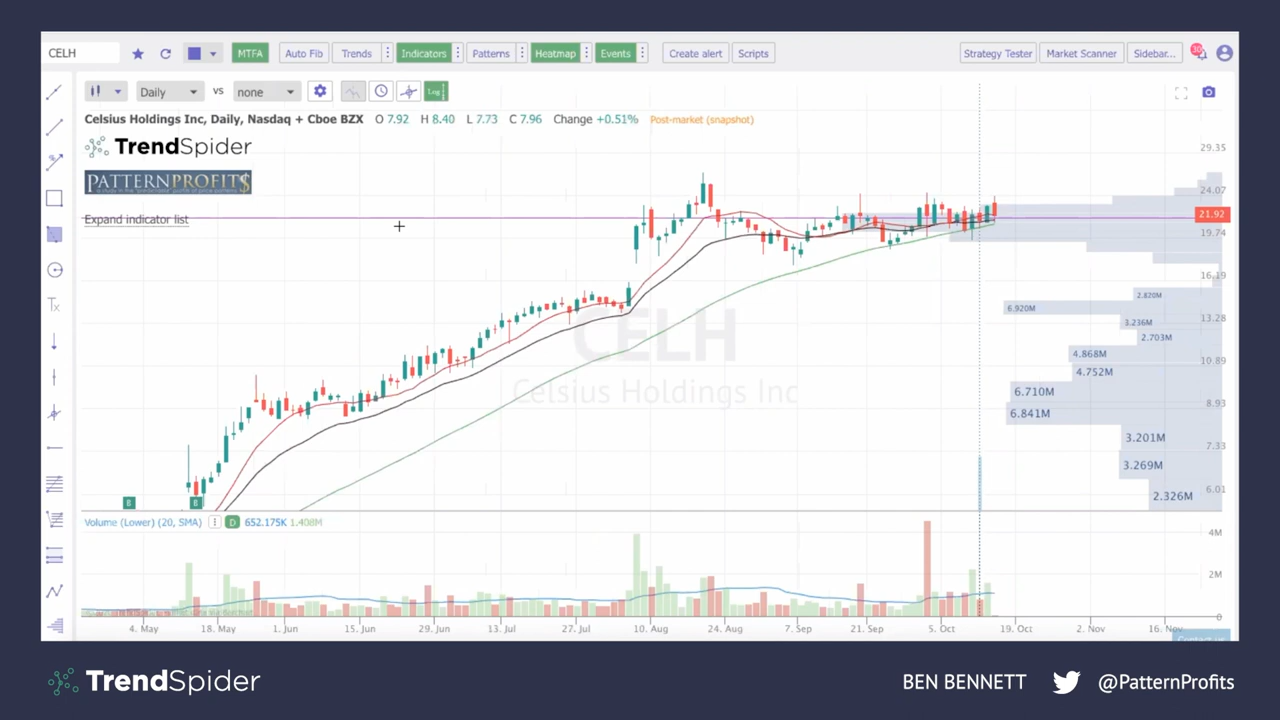 CELH
MTFA
Auto Fib
Trends
Indicators
Patterns
Heatmap
Events
Create alert
Scripts
Strategy Tester
Market Scanner
Sidebar...
30
Daily
vs
none
Log
Celsius Holdings Inc, Daily, Nasdaq + Cboe BZX O 7.92 H 8.40 L 7.73 C 7.96 Change +0.51% Post-market (snapshot)
TrendSpider
PATTERNPROFIT$
Expand indicator list
CELH
Celsius Holdings Inc
29.35
24.07
21.92
19.74
16.19
13.28
10.89
8.93
7.33
6.01
2.820M
6.920M
3.236M
2.703M
4.868M
4.752M
6.710M
6.841M
3.201M
3.269M
2.326M
B
B
Volume (Lower) (20, SMA) D 652.175K 1.408M
4M
2M
0
4. May
18. May
1. Jun
15. Jun
29. Jun
13. Jul
27. Jul
10. Aug
24. Aug
7. Sep
21. Sep
5. Oct
19. Oct
2. Nov
16. Nov
Tx
TrendSpider
BEN BENNETT
@PatternProfits